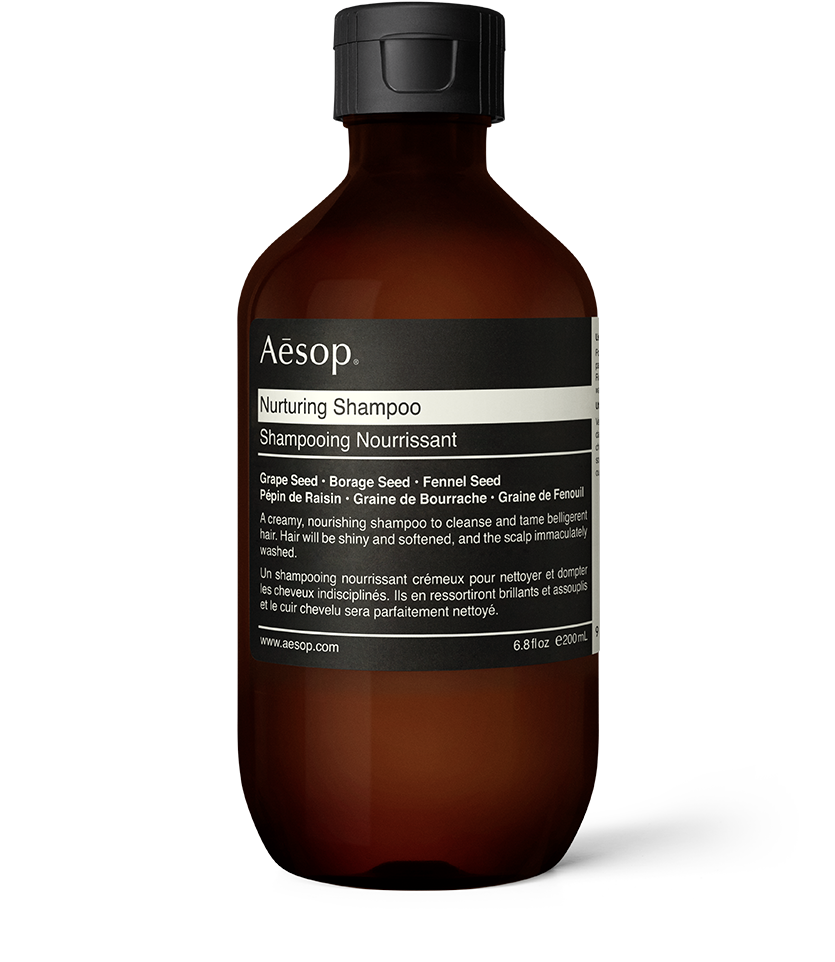 Aēsop®
Nurturing Shampoo
Shampooing Nourrissant
Grape Seed • Borage Seed • Fennel Seed
Pépin de Raisin • Graine de Bourrache • Graine de Fenouil
A creamy, nourishing shampoo to cleanse and tame belligerent
hair. Hair will be shiny and softened, and the scalp immaculately
washed.
Un shampooing nourrissant crémeux pour nettoyer et dompter
les cheveux indisciplinés. Ils en ressortiront brillants et assouplis
et le cuir chevelu sera parfaitement nettoyé.
www.aesop.com 6.8 fl oz ℮200 mL